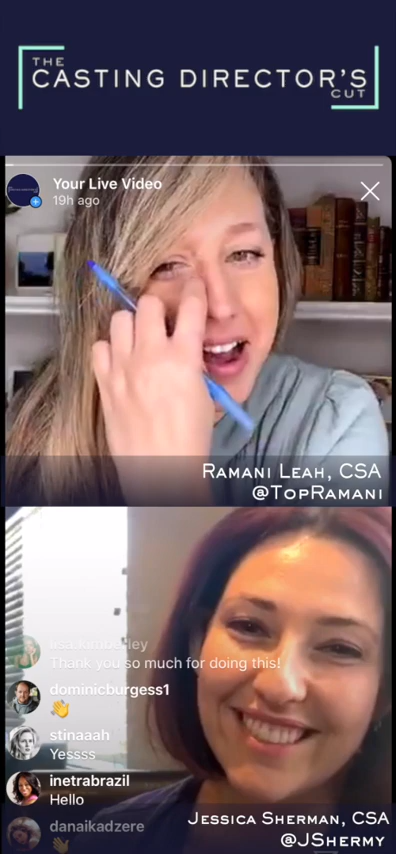 THE
CASTING DIRECTOR'S
CUT
Your Live Video
19h ago
RAMANI LEAH, CSA
@TOPRAMANI
lisa_kimberley
Thank you so much for doing this!
dominicburgess1
👋
stinaaah
Yessss
inetrabrazil
Hello
danaikadzere
👋
JESSICA SHERMAN, CSA
@JSHERMY